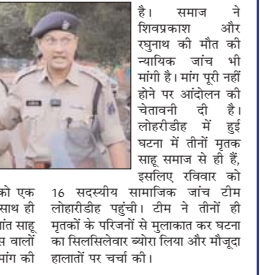 है। समाज ने
शिवप्रकाश और
रघुनाथ की मौत की
न्यायिक जांच भी
मांगी है। मांग पूरी नहीं
होने पर आंदोलन की
चेतावनी दी है।
लोहरीडीह में हुई
घटना में तीनों मृतक
साहू समाज से ही हैं,
इसलिए रविवार को
16 सदस्यीय सामाजिक जांच टीम
लोहारीडीह पहुंची। टीम ने तीनों ही
मृतकों के परिजनों से मुलाकात कर घटना
का सिलसिलेवार ब्योरा लिया और मौजूदा
हालातों पर चर्चा की।
को एक
साथ ही
ांत साहू
स वालों
मांग की